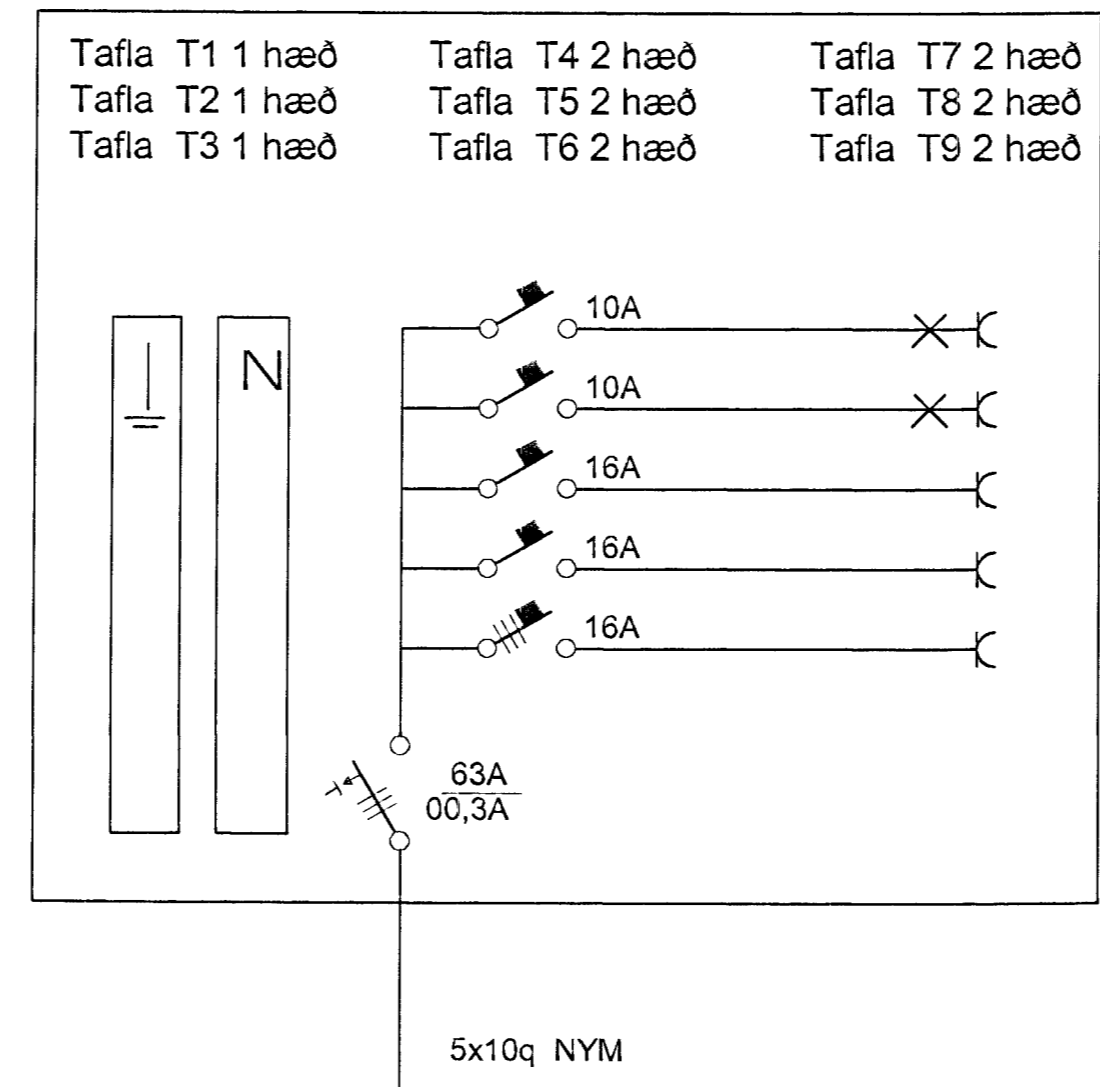 Tafla T1 1 hæð
Tafla T2 1 hæð
Tafla T3 1 hæð
Tafla T4 2 hæð
Tafla T5 2 hæð
Tafla T6 2 hæð
Tafla T7 2 hæð
Tafla T8 2 hæð
Tafla T9 2 hæð
N
10A
10A
16A
16A
16A
63A
00,3A
5x10q NYM